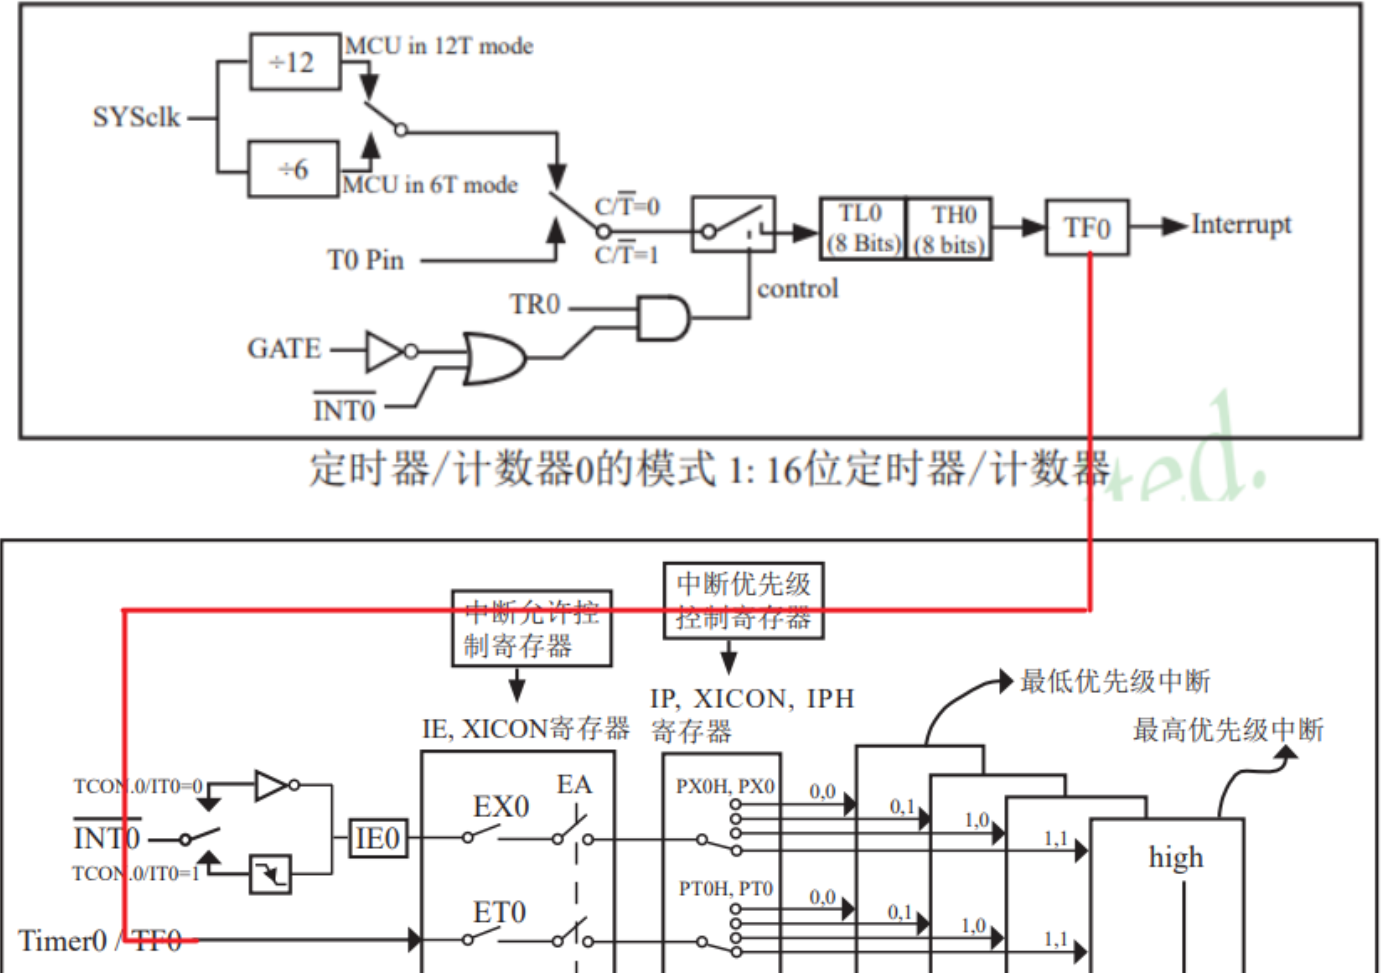 ÷12
MCU in 12T mode
SYSclk
÷6
MCU in 6T mode
C/T̅=0
C/T̅=1
T0 Pin
TL0
(8 Bits)
TH0
(8 bits)
TF0
Interrupt
control
TR0
GATE
I̅N̅T̅0̅
定时器/计数器0的模式 1: 16位定时器/计数器
ed.
中断允许控
制寄存器
中断优先级
控制寄存器
IE, XICON寄存器
IP, XICON, IPH
寄存器
最低优先级中断
最高优先级中断
TCON.0/IT0=0
I̅N̅T̅0̅
TCON.0/IT0=1
IE0
EX0
EA
PX0H, PX0
0,0
0,1
1,0
1,1
high
Timer0 / TF0
ET0
PT0H, PT0
0,0
0,1
1,0
1,1